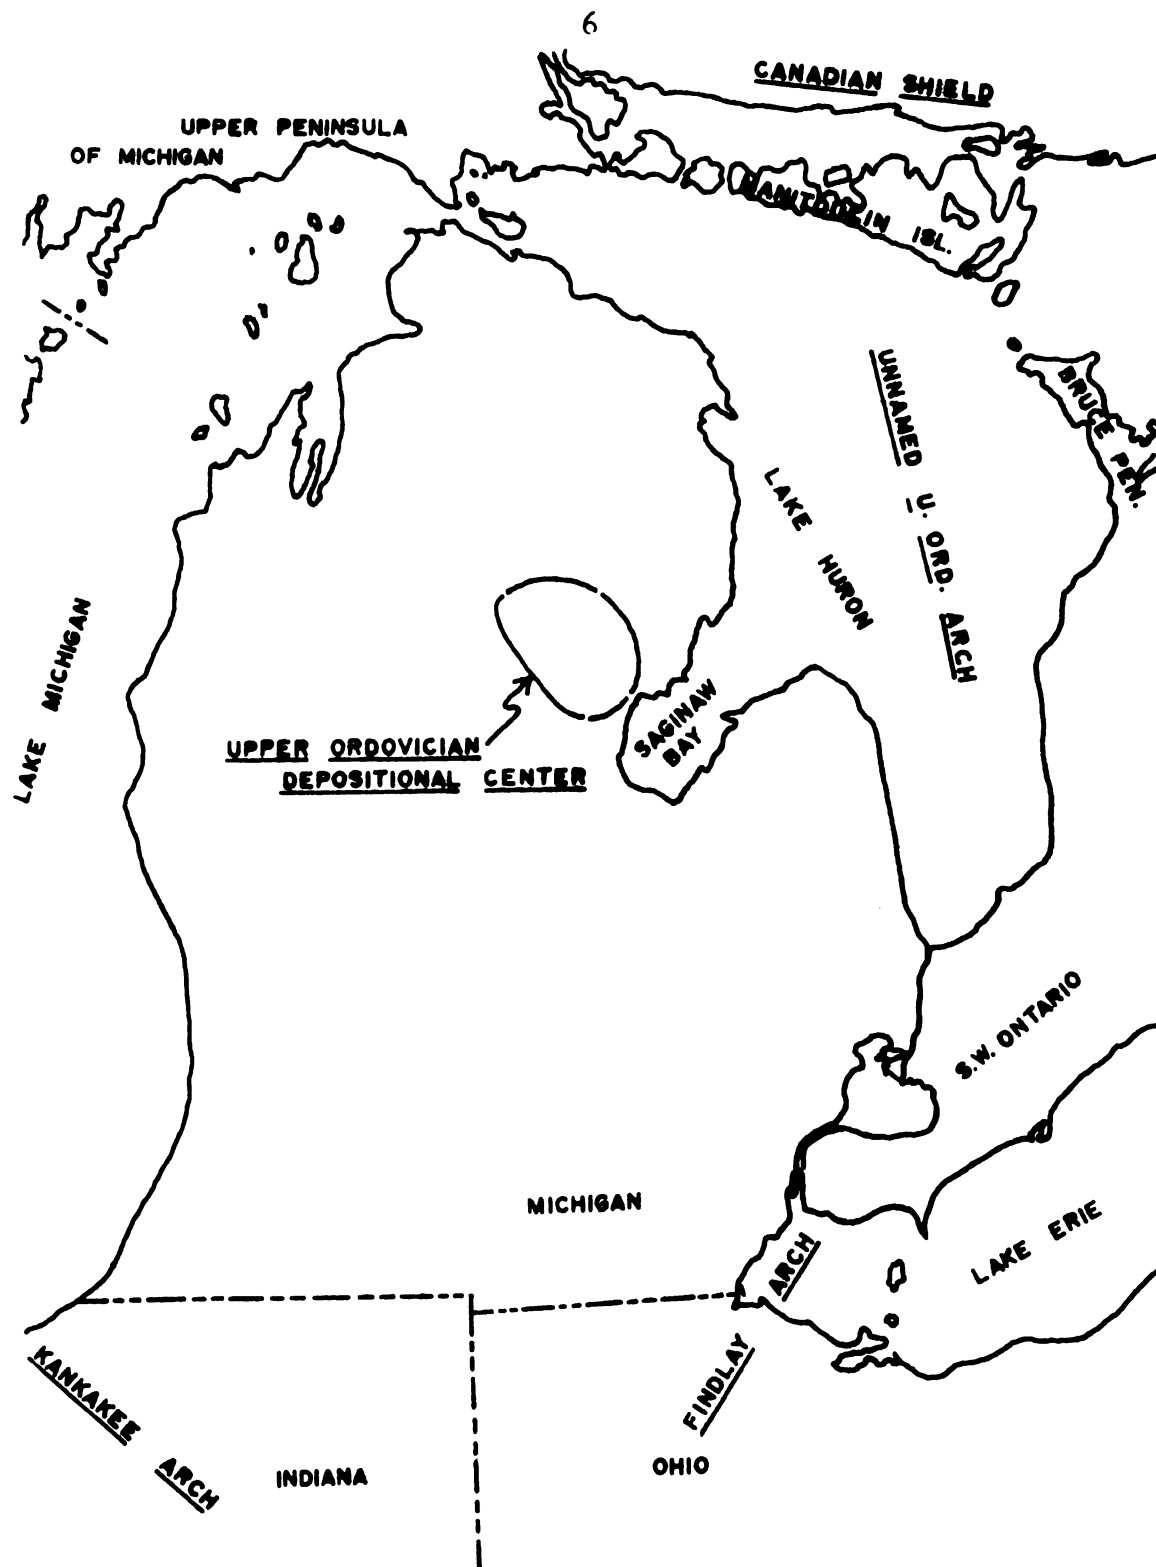 6
CANADIAN SHIELD
UPPER PENINSULA
OF MICHIGAN
MANITOULIN ISL.
UNNAMED U. ORD. ARCH
BRUCE PEN.
LAKE HURON
LAKE MICHIGAN
SAGINAW
BAY
UPPER ORDOVICIAN
DEPOSITIONAL CENTER
S.W. ONTARIO
MICHIGAN
LAKE ERIE
FINDLAY ARCH
KANKAKEE ARCH
INDIANA
OHIO